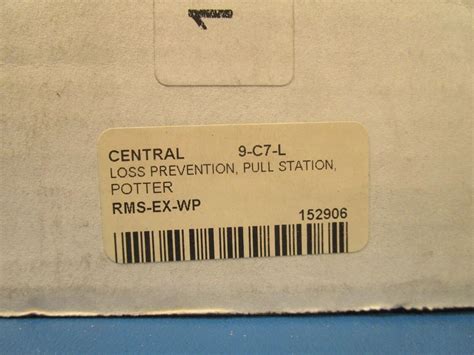 CENTRAL 9-C7-L
LOSS PREVENTION, PULL STATION,
POTTER
RMS-EX-WP
152906